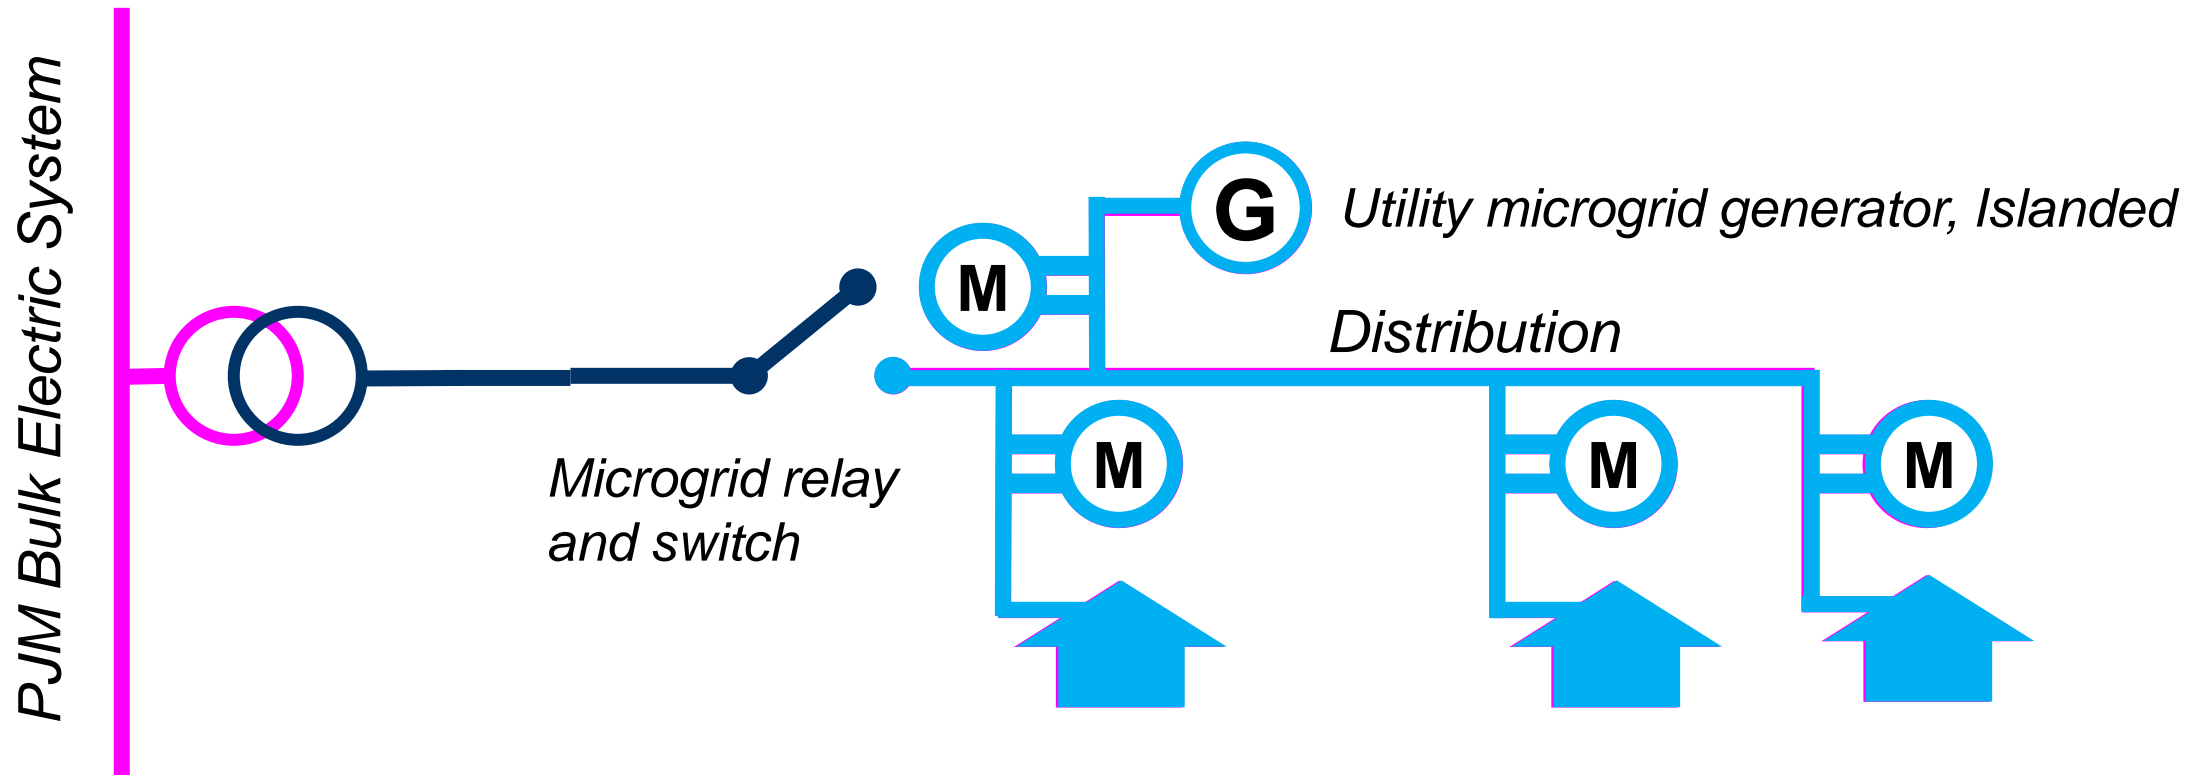 PJM Bulk Electric System
G
Utility microgrid generator, Islanded
M
Distribution
M
M
M
Microgrid relay
and switch